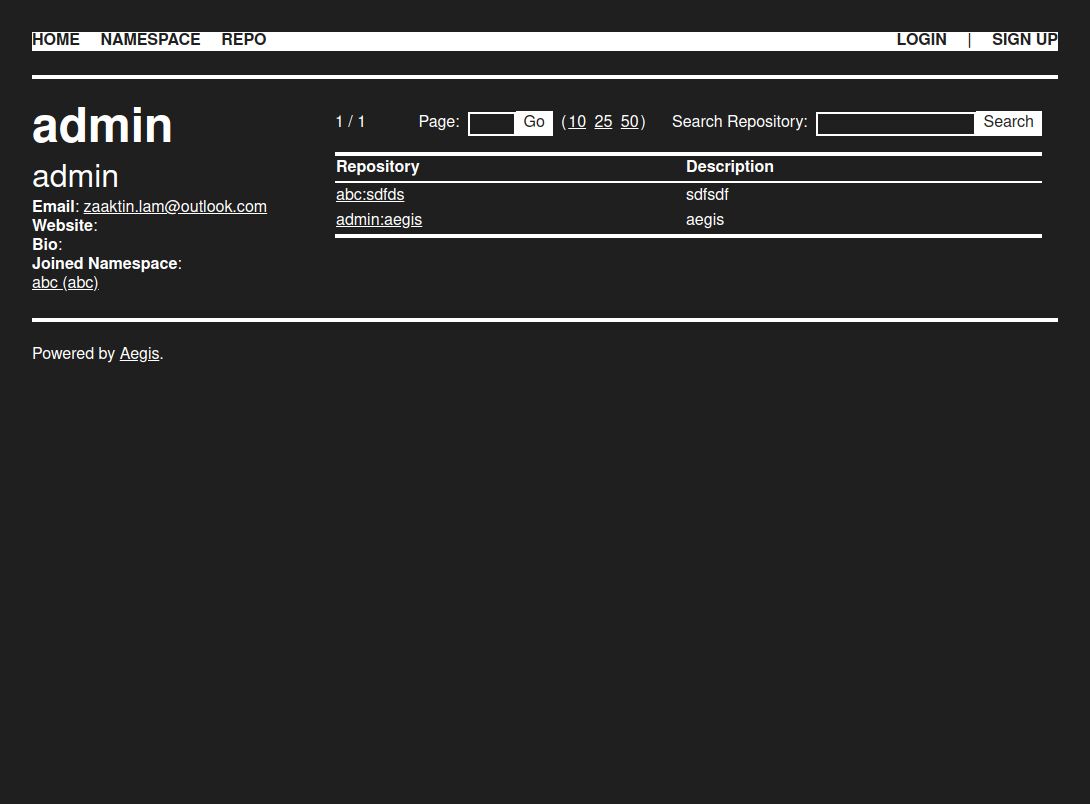 HOME NAMESPACE REPO LOGIN | SIGN UP
admin
admin
Email: zaaktin.lam@outlook.com
Website:
Bio:
Joined Namespace:
abc (abc)
1 / 1 Page: Go (10 25 50) Search Repository: Search
Repository Description
abc:sdfds sdfsdf
admin:aegis aegis
Powered by Aegis.